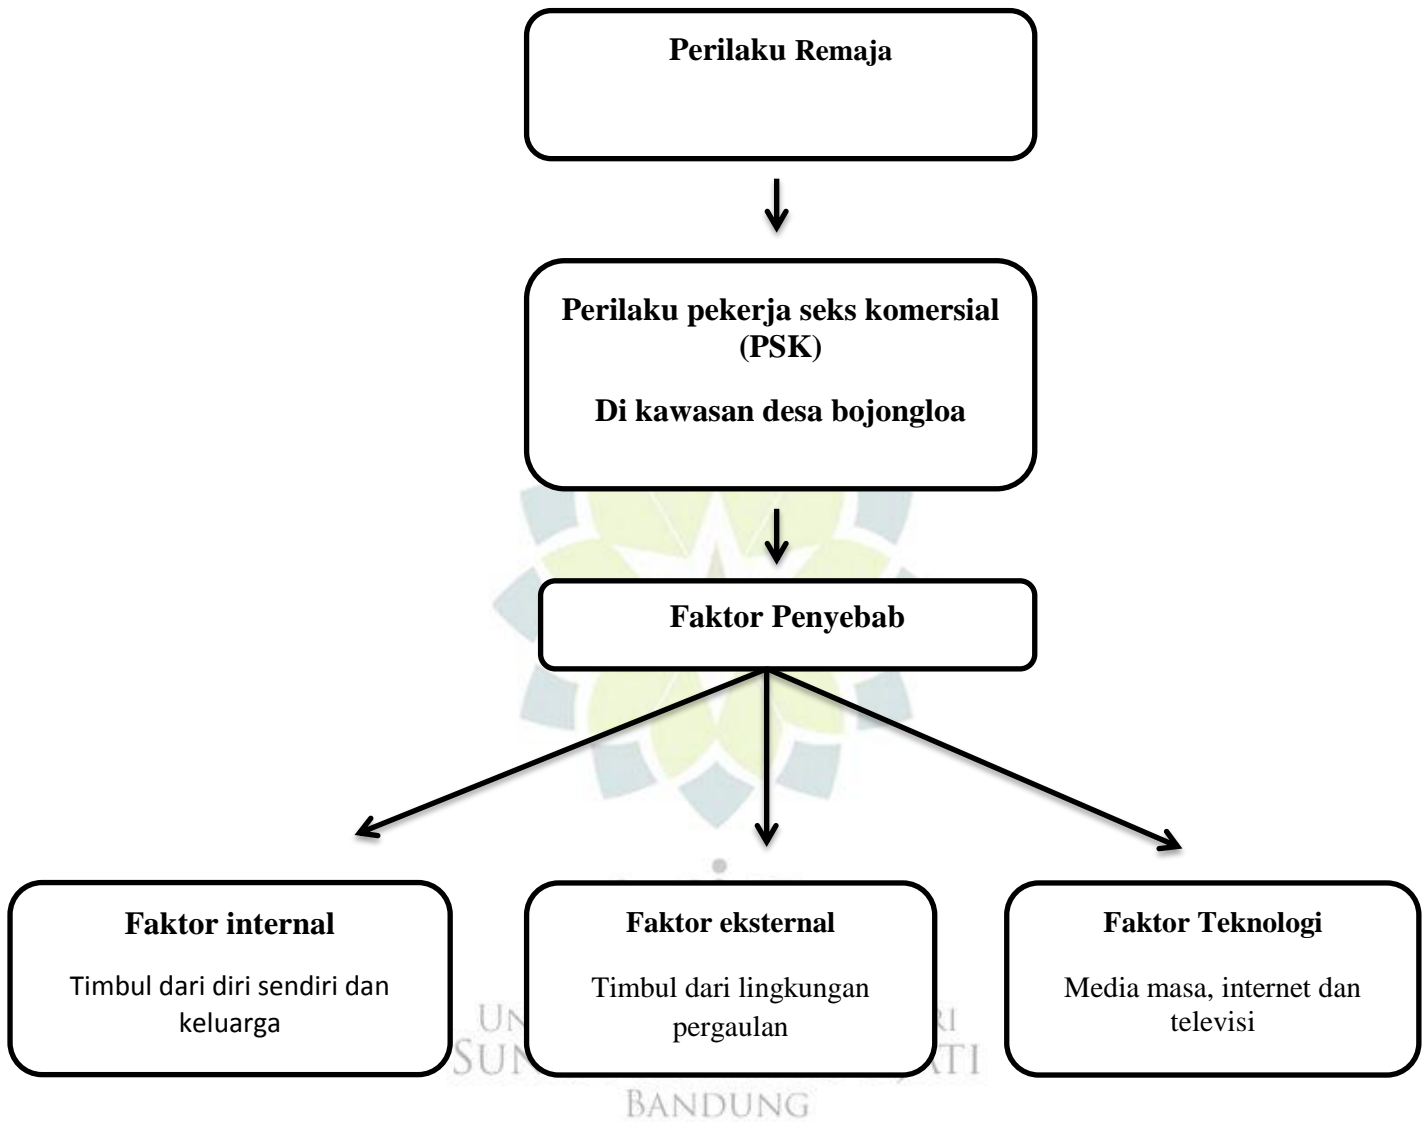 Perilaku Remaja
Perilaku pekerja seks komersial
(PSK)
Di kawasan desa bojongloa
Faktor Penyebab
Faktor internal
Timbul dari diri sendiri dan
keluarga
Faktor eksternal
Timbul dari lingkungan
pergaulan
Faktor Teknologi
Media masa, internet dan
televisi
BANDUNG